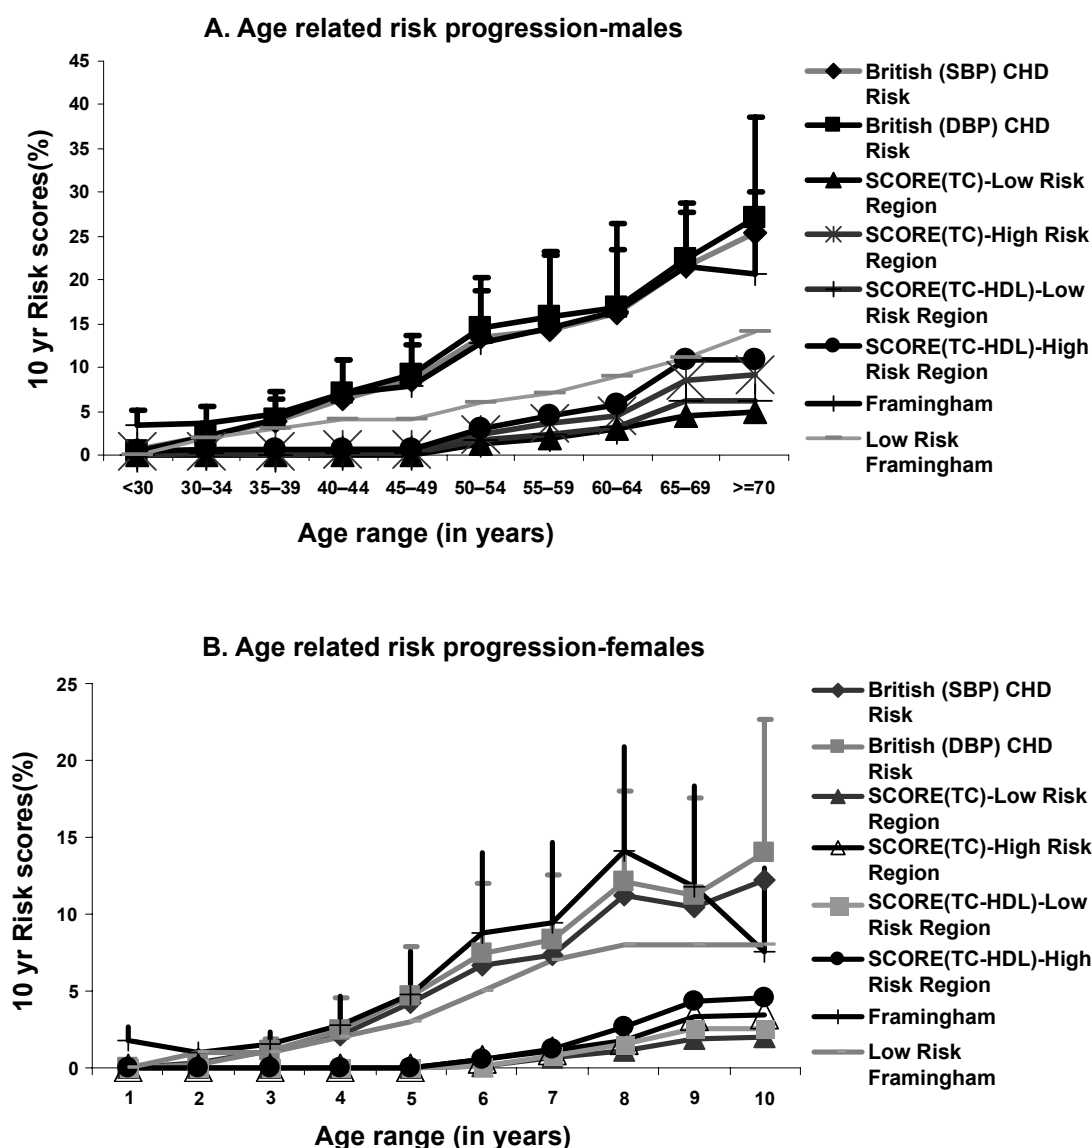 A. Age related risk progression-males
45
40
35
30
25
20
15
10
5
0
10 yr Risk scores(%)
<30 30–34 35–39 40–44 45–49 50–54 55–59 60–64 65–69 >=70
Age range (in years)
British (SBP) CHD
Risk
British (DBP) CHD
Risk
SCORE(TC)-Low Risk
Region
SCORE(TC)-High Risk
Region
SCORE(TC-HDL)-Low
Risk Region
SCORE(TC-HDL)-High
Risk Region
Framingham
Low Risk
Framingham
B. Age related risk progression-females
25
20
15
10
5
0
10 yr Risk scores(%)
1 2 3 4 5 6 7 8 9 10
Age range (in years)
British (SBP) CHD
Risk
British (DBP) CHD
Risk
SCORE(TC)-Low Risk
Region
SCORE(TC)-High Risk
Region
SCORE(TC-HDL)-Low
Risk Region
SCORE(TC-HDL)-High
Risk Region
Framingham
Low Risk
Framingham